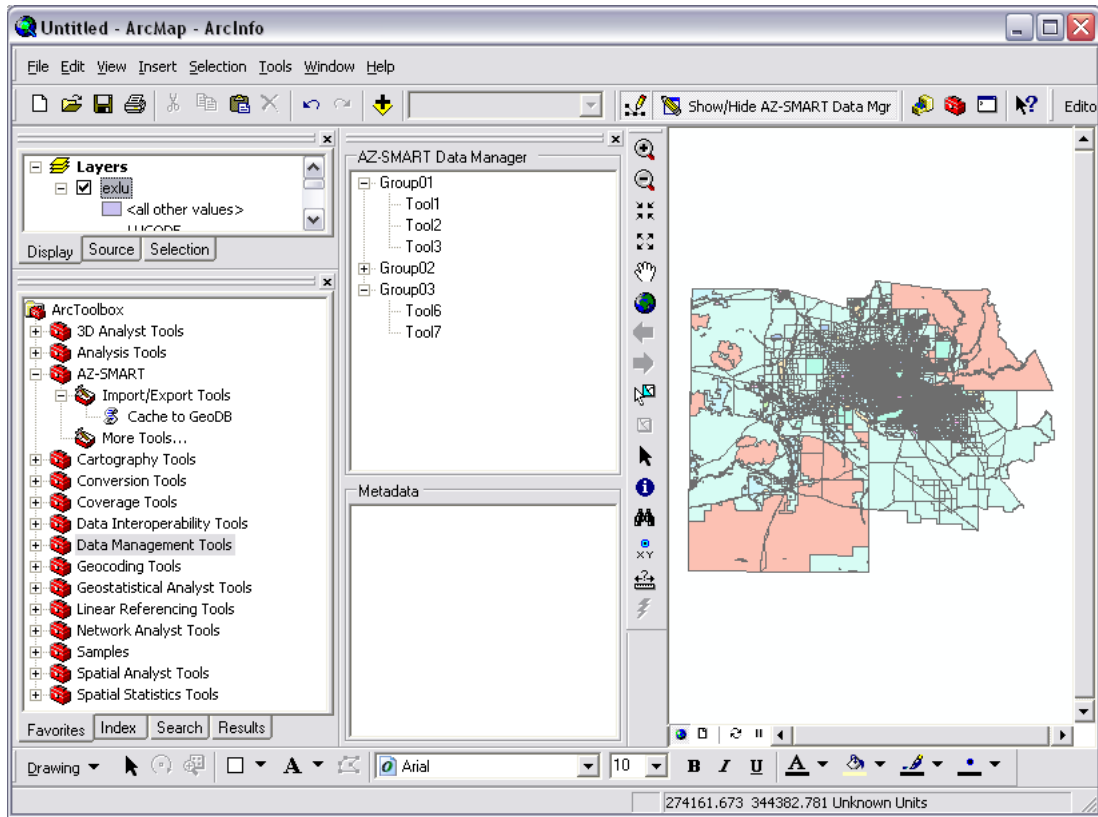 Untitled - ArcMap - ArcInfo
File Edit View Insert Selection Tools Window Help
Show/Hide AZ-SMART Data Mgr
Edito
Layers
exlu
<all other values>
Display Source Selection
ArcToolbox
3D Analyst Tools
Analysis Tools
AZ-SMART
Import/Export Tools
Cache to GeoDB
More Tools...
Cartography Tools
Conversion Tools
Coverage Tools
Data Interoperability Tools
Data Management Tools
Geocoding Tools
Geostatistical Analyst Tools
Linear Referencing Tools
Network Analyst Tools
Samples
Spatial Analyst Tools
Spatial Statistics Tools
Favorites Index Search Results
AZ-SMART Data Manager
Group01
Tool1
Tool2
Tool3
Group02
Group03
Tool6
Tool7
Metadata
XY
Drawing A Arial 10 B I U A
274161.673 344382.781 Unknown Units